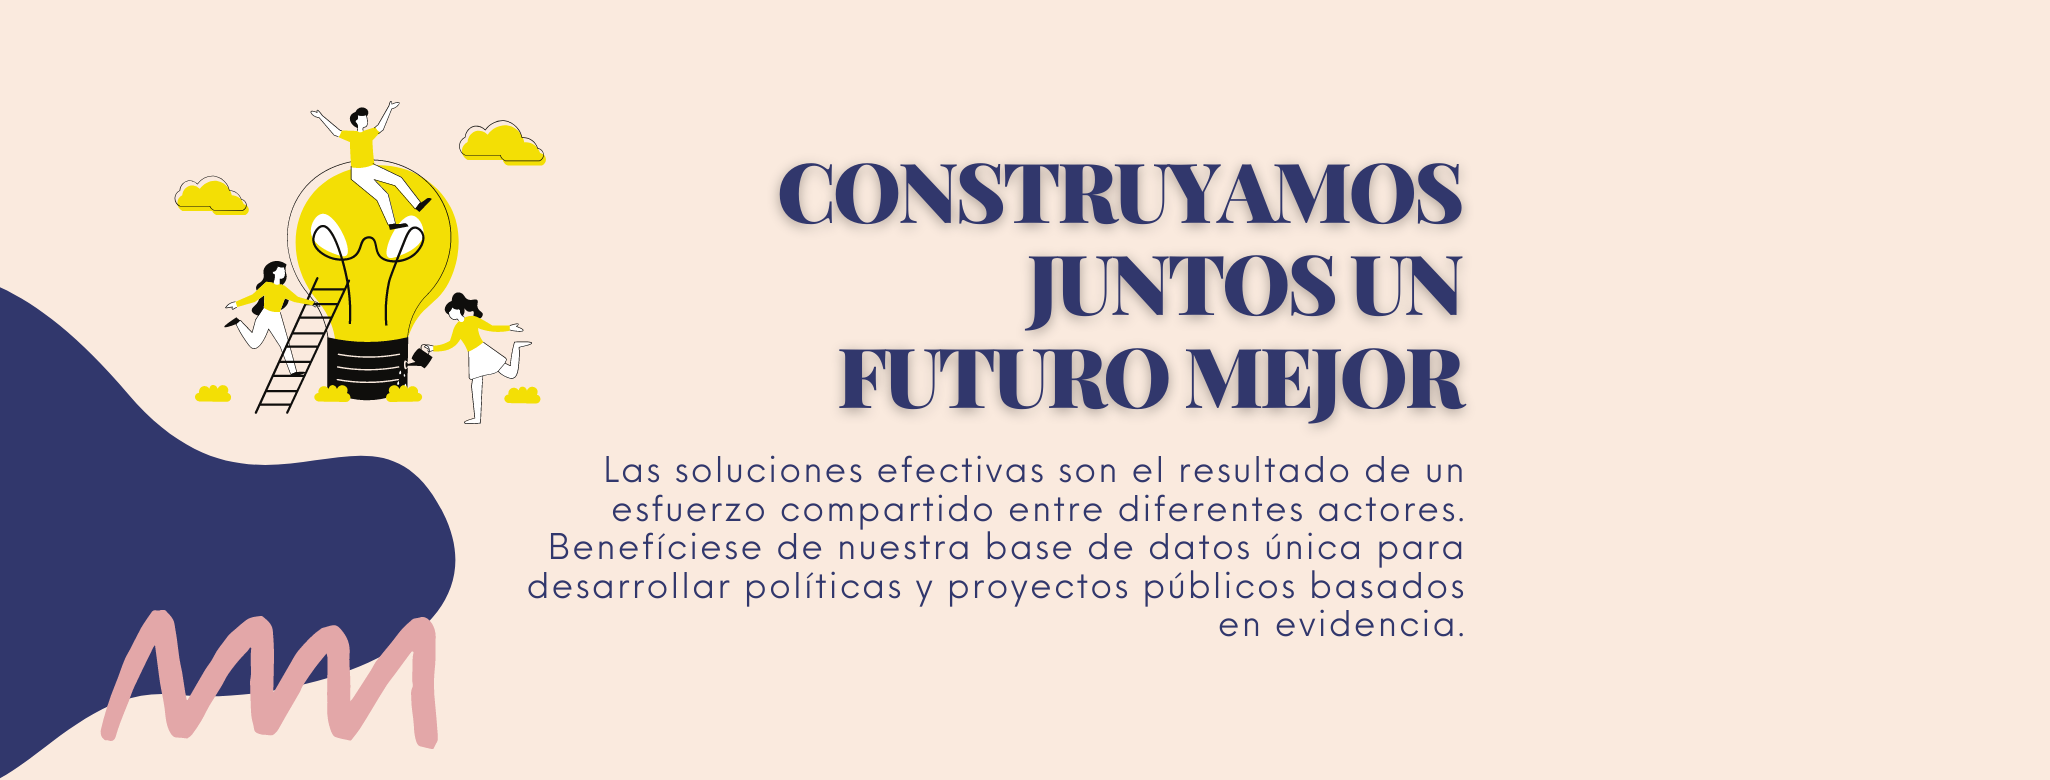 CONSTRUYAMOS
JUNTOS UN
FUTURO MEJOR
Las soluciones efectivas son el resultado de un
esfuerzo compartido entre diferentes actores.
Benefíciese de nuestra base de datos única para
desarrollar políticas y proyectos públicos basados
en evidencia.